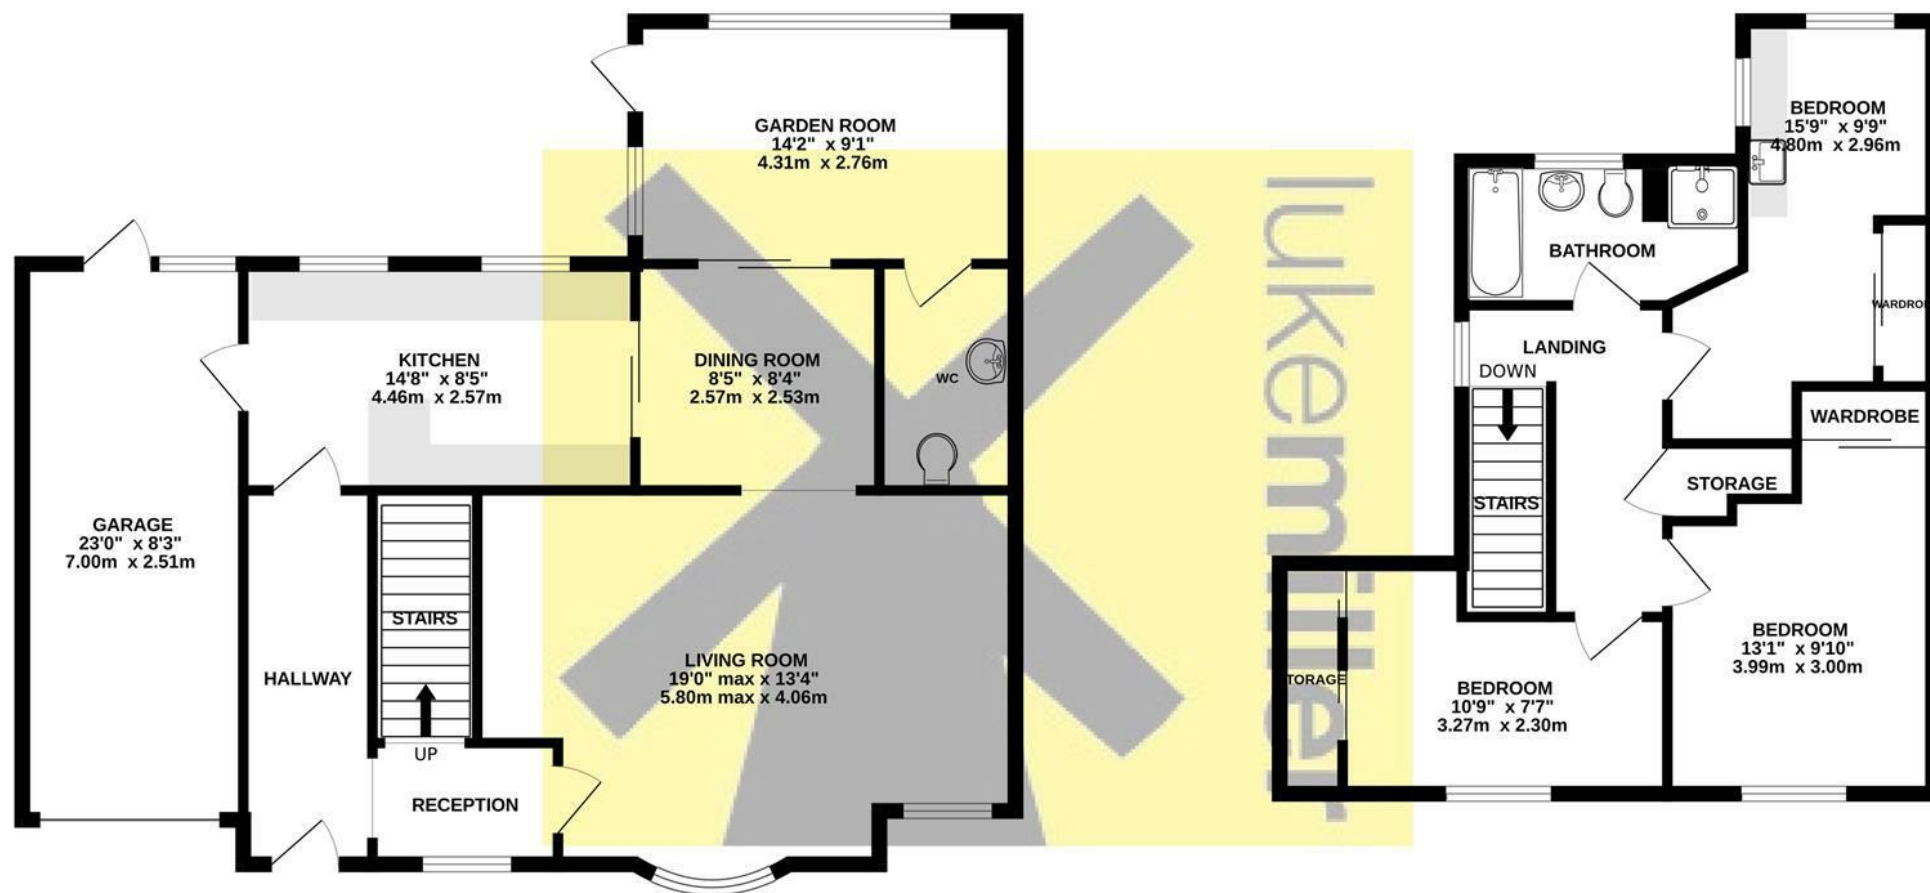 GARDEN ROOM
14'2" x 9'1"
4.31m x 2.76m
KITCHEN
14'8" x 8'5"
4.46m x 2.57m
DINING ROOM
8'5" x 8'4"
2.57m x 2.53m
WC
GARAGE
23'0" x 8'3"
7.00m x 2.51m
HALLWAY
STAIRS
UP
RECEPTION
LIVING ROOM
19'0" max x 13'4"
5.80m max x 4.06m
lukemiller
BEDROOM
15'9" x 9'9"
4.80m x 2.96m
BATHROOM
WARDROB
LANDING
DOWN
WARDROBE
STORAGE
STAIRS
BEDROOM
13'1" x 9'10"
3.99m x 3.00m
TORAGE
BEDROOM
10'9" x 7'7"
3.27m x 2.30m